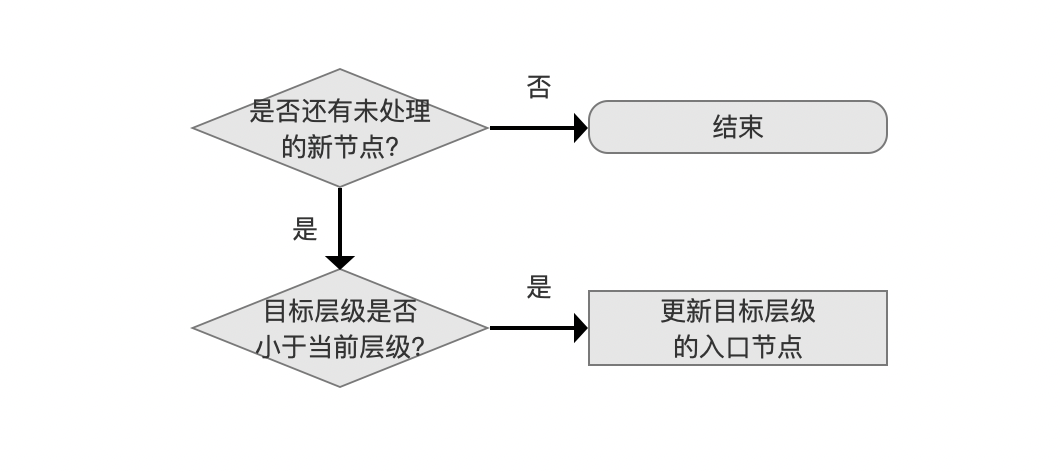 是否还有未处理
的新节点?
否
结束
是
目标层级是否
小于当前层级?
是
更新目标层级
的入口节点